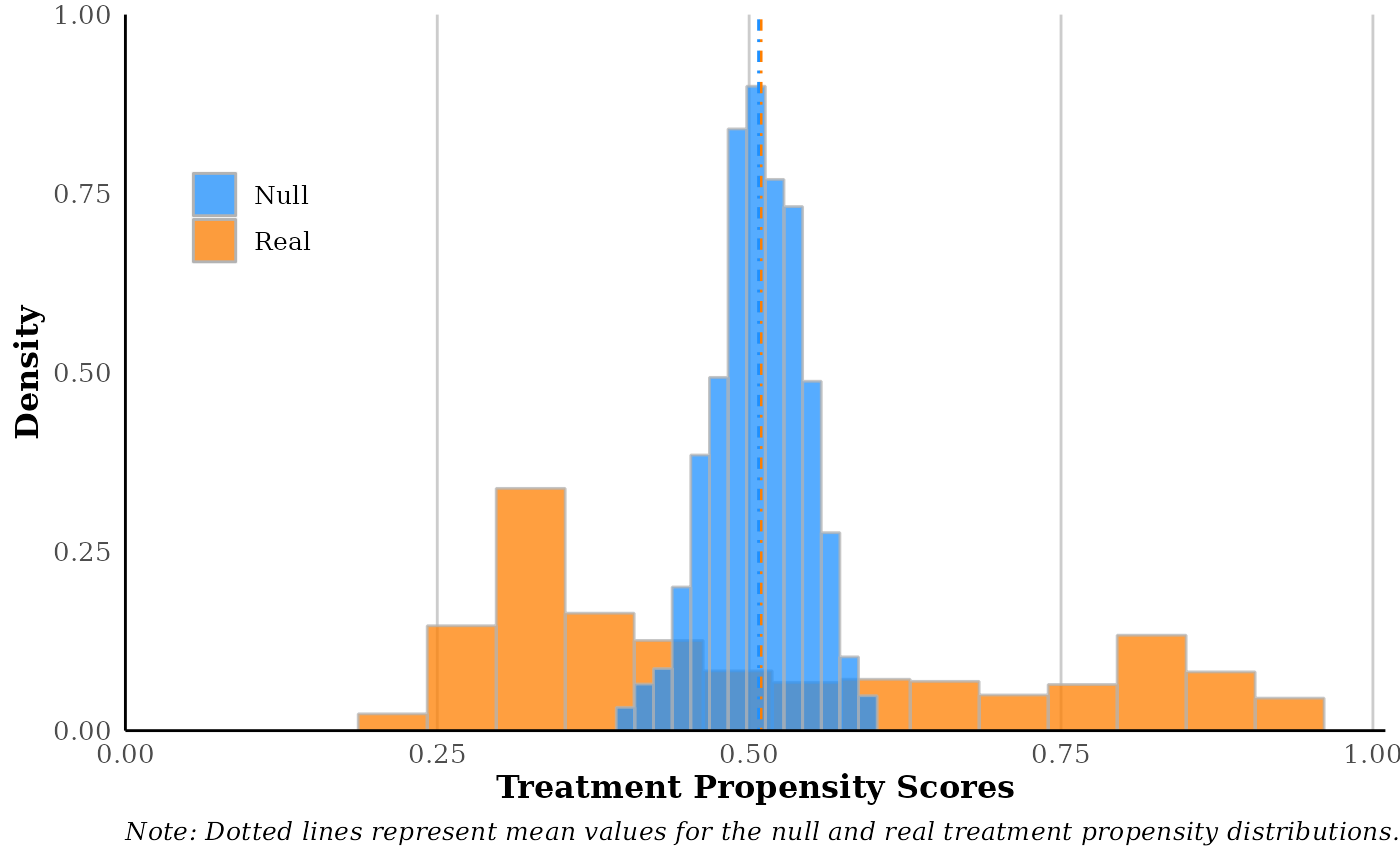 1.00
0.75
0.50
0.25
0.00
Density
Null
Real
0.00 0.25 0.50 0.75 1.00
Treatment Propensity Scores
Note: Dotted lines represent mean values for the null and real treatment propensity distributions.